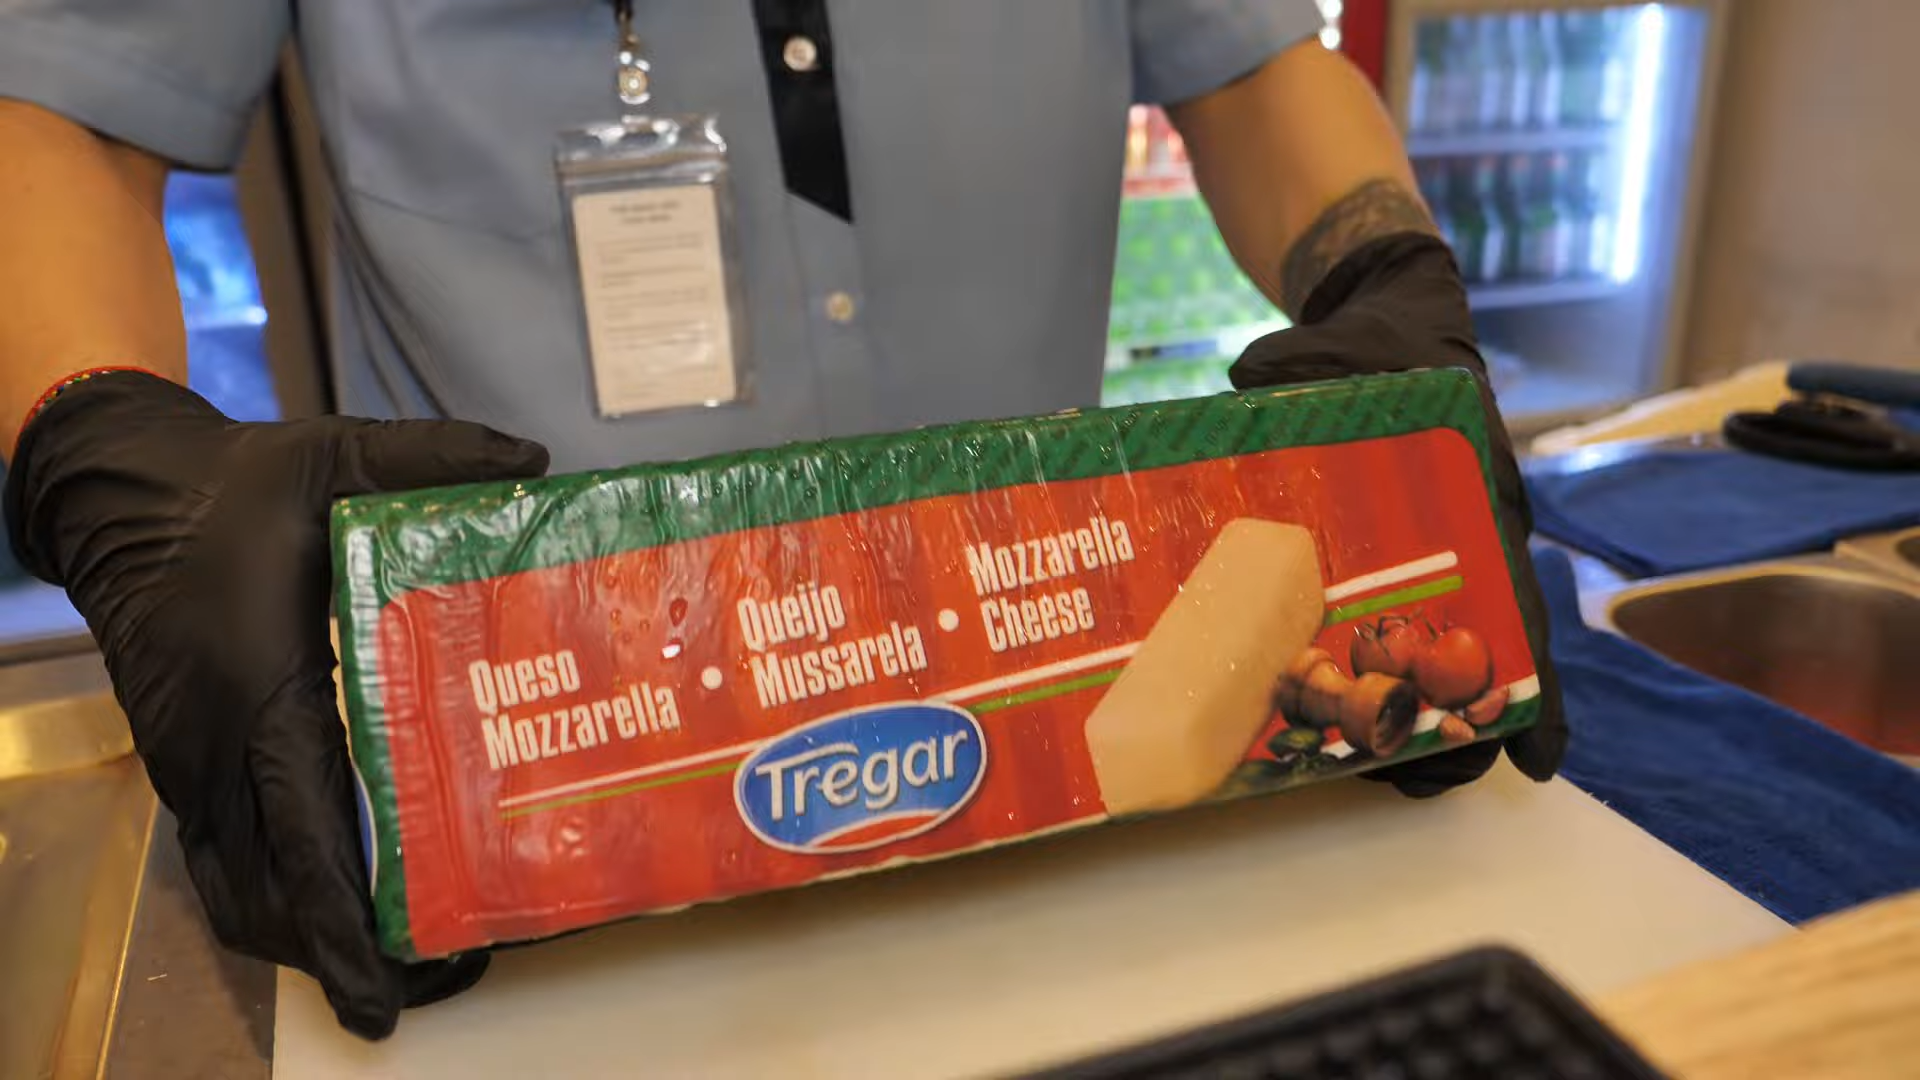 Queso
Mozzarella
Queijo
Mussarela
Mozzarella
Cheese
Tregar